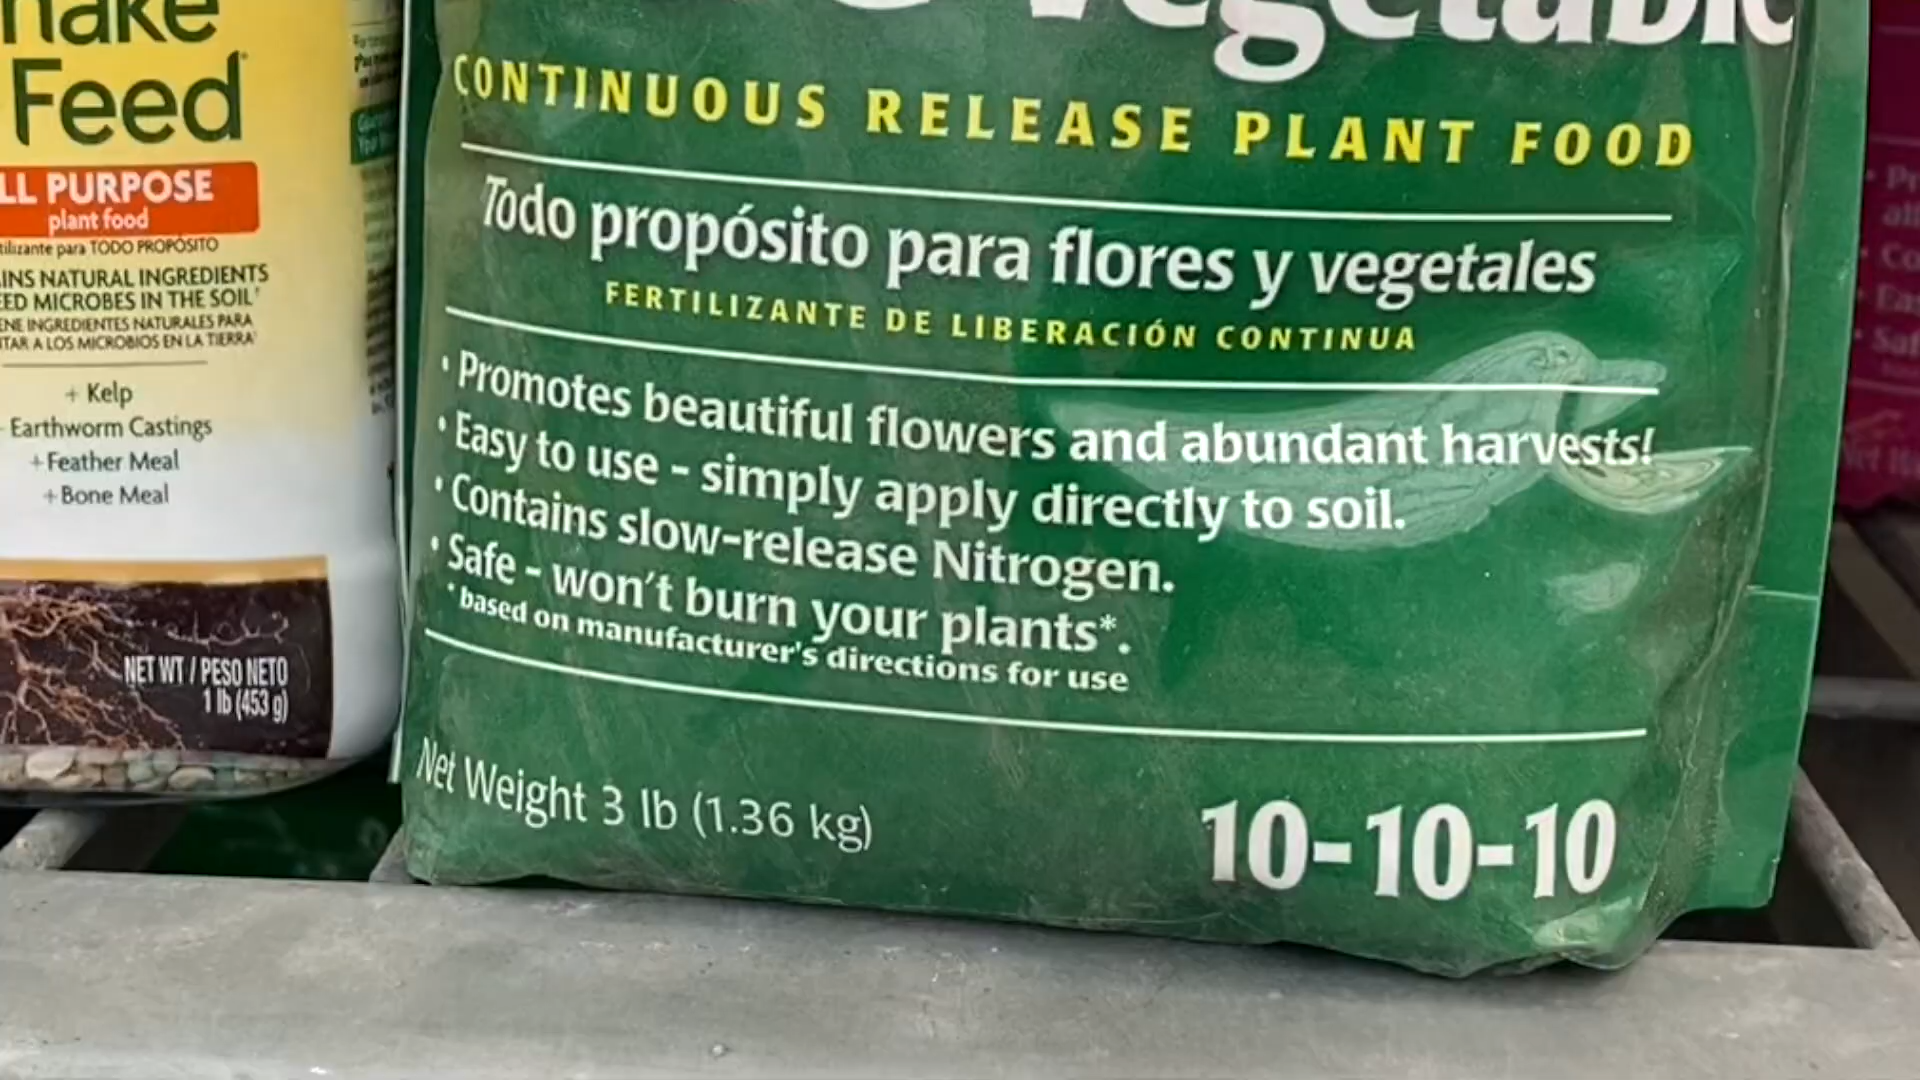 Feed
PURPOSE
plant food
para TODO PROPÓSITO
NATURAL INGREDIENTS
MICROBES IN THE SOIL†
INGREDIENTES NATURALES PARA
A LOS MICROBIOS EN LA TIERRA†
+ Kelp
Earthworm Castings
+ Feather Meal
+ Bone Meal
NET WT / PESO NETO
1 lb (453 g)
CONTINUOUS RELEASE PLANT FOOD
Todo propósito para flores y vegetales
FERTILIZANTE DE LIBERACIÓN CONTINUA
• Promotes beautiful flowers and abundant harvests!
• Easy to use - simply apply directly to soil.
• Contains slow-release Nitrogen.
• Safe - won't burn your plants*.
*based on manufacturer's directions for use
Net Weight 3 lb (1.36 kg)
10-10-10